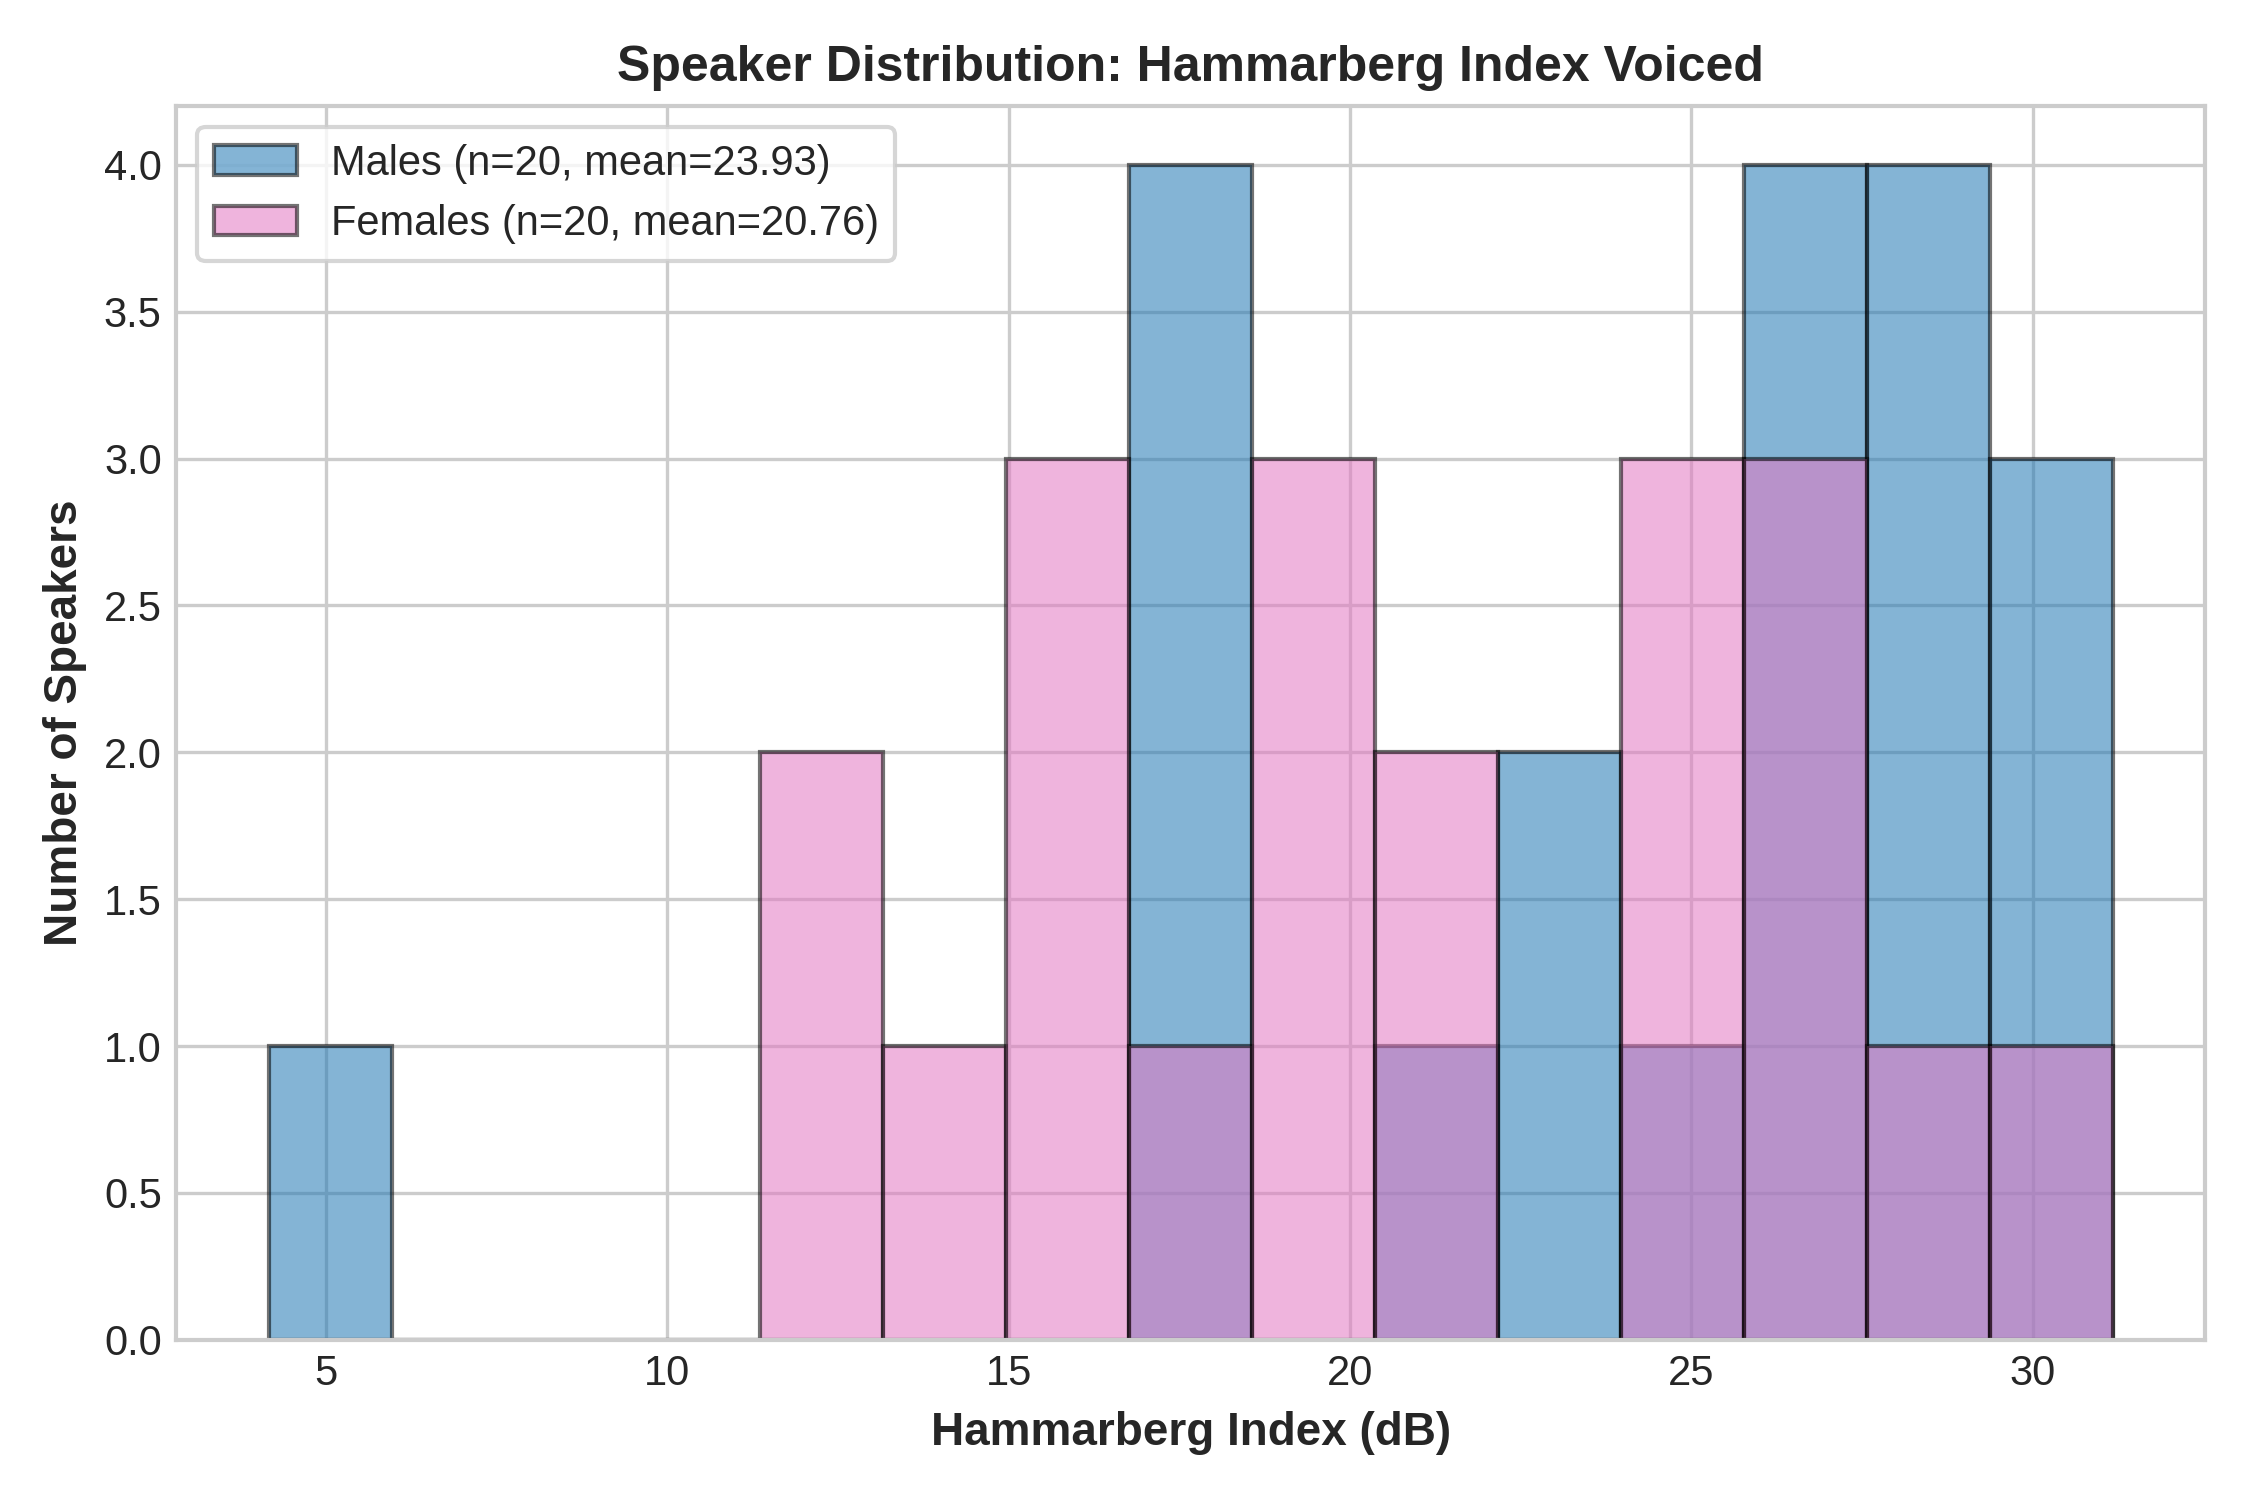 Speaker Distribution: Hammarberg Index Voiced
Males (n=20, mean=23.93)
Females (n=20, mean=20.76)
Number of Speakers
4.0
3.5
3.0
2.5
2.0
1.5
1.0
0.5
0.0
5 10 15 20 25 30
Hammarberg Index (dB)